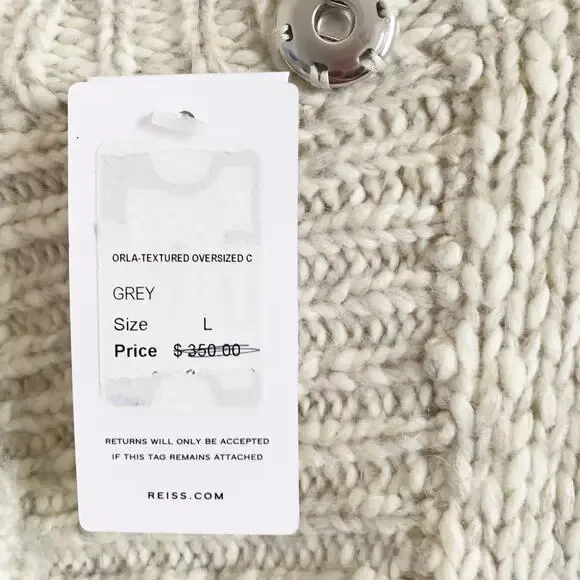 ORLA-TEXTURED OVERSIZED C
GREY
Size L
Price $ 350.00
RETURNS WILL ONLY BE ACCEPTED
IF THIS TAG REMAINS ATTACHED
REISS.COM